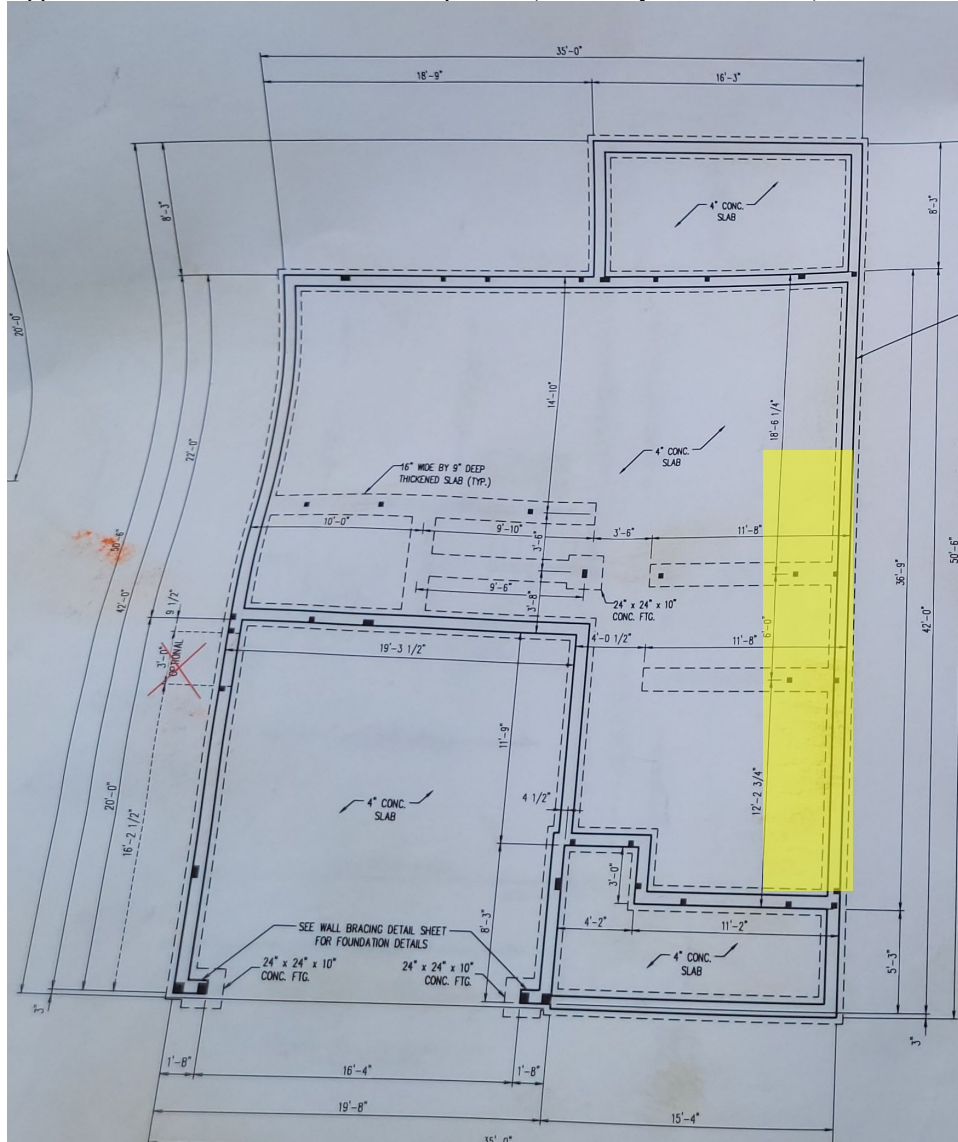 35'-0"
18'-9"
16'-3"
8'-3"
8'-3"
4" CONC.
SLAB
20'-0"
22'-0"
14'-10"
18'-6 1/4"
4" CONC.
SLAB
16" WIDE BY 9" DEEP
THICKENED SLAB (TYP.)
10'-0"
9'-10"
3'-6"
3'-6"
11'-8"
50'-6"
42'-0"
9 1/2"
9'-6"
3'-8"
24" x 24" x 10"
CONC. FTG.
6'-0"
36'-9"
42'-0"
50'-6"
3'-0"
OPTIONAL
19'-3 1/2"
4'-0 1/2"
11'-8"
11'-9"
20'-0"
16'-2 1/2"
4" CONC.
SLAB
4 1/2"
12'-2 3/4"
3'-0"
8'-3"
4'-2"
11'-2"
SEE WALL BRACING DETAIL SHEET
FOR FOUNDATION DETAILS
24" x 24" x 10"
CONC. FTG.
24" x 24" x 10"
CONC. FTG.
4" CONC.
SLAB
5'-3"
3"
3"
1'-8"
16'-4"
1'-8"
19'-8"
15'-4"
35'-0"